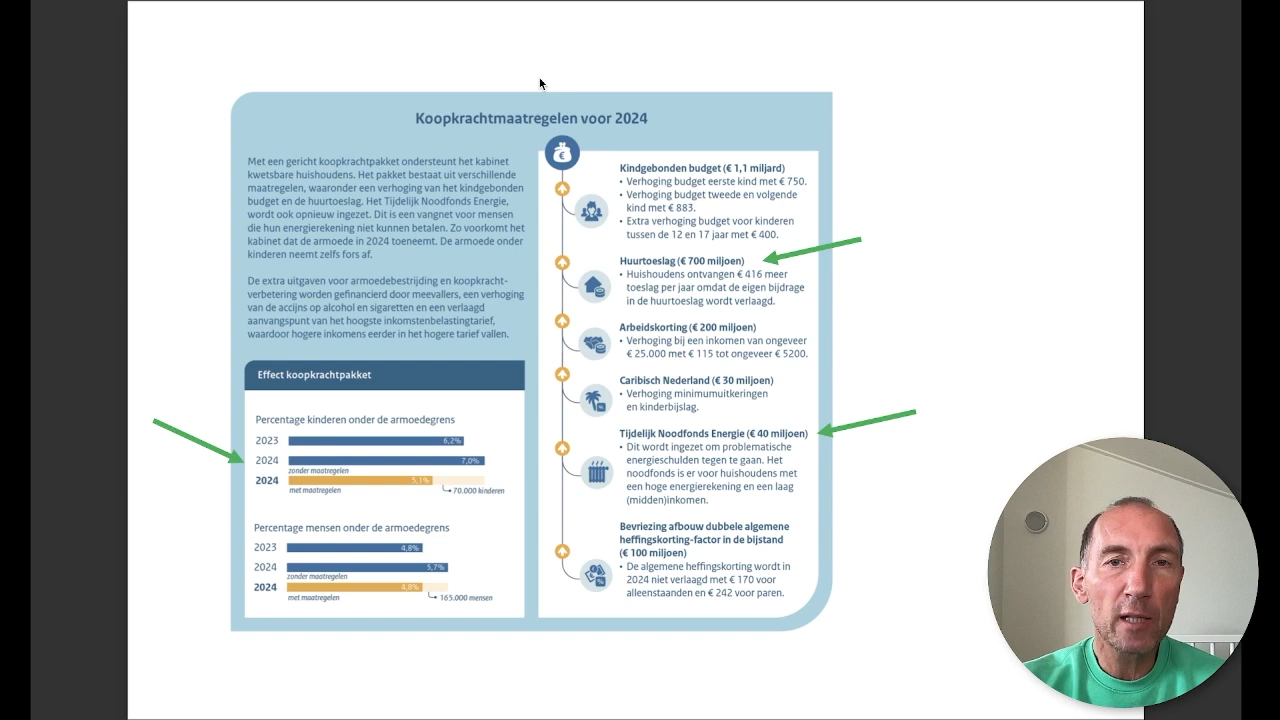 Koopkrachtmaatregelen voor 2024
Met een gericht koopkrachtpakket ondersteunt het kabinet
kwetsbare huishoudens. Het pakket bestaat uit verschillende
maatregelen, waaronder een verhoging van het kindgebonden
budget en de huurtoeslag. Het Tijdelijk Noodfonds Energie,
wordt ook opnieuw ingezet. Dit is een vangnet voor mensen
die hun energierekening niet kunnen betalen. Zo voorkomt het
kabinet dat de armoede in 2024 toeneemt. De armoede onder
kinderen neemt zelfs fors af.
De extra uitgaven voor armoedebestrijding en koopkracht-
verbetering worden gefinancierd door meevallers, een verhoging
van de accijns op alcohol en sigaretten en een verlaagd
aanvangspunt van het hoogste inkomstenbelastingtarief,
waardoor hogere inkomens eerder in het hogere tarief vallen.
Effect koopkrachtpakket
Percentage kinderen onder de armoedegrens
2023 6,2%
2024 7,0%
zonder maatregelen
2024 5,1%
met maatregelen 70.000 kinderen
Percentage mensen onder de armoedegrens
2023 4,8%
2024 5,7%
zonder maatregelen
2024 4,8%
met maatregelen 165.000 mensen
€
Kindgebonden budget (€ 1,1 miljard)
• Verhoging budget eerste kind met € 750.
• Verhoging budget tweede en volgende
kind met € 883.
• Extra verhoging budget voor kinderen
tussen de 12 en 17 jaar met € 400.
Huurtoeslag (€ 700 miljoen)
• Huishoudens ontvangen € 416 meer
toeslag per jaar omdat de eigen bijdrage
in de huurtoeslag wordt verlaagd.
Arbeidskorting (€ 200 miljoen)
• Verhoging bij een inkomen van ongeveer
€ 25.000 met € 115 tot ongeveer € 5200.
Caribisch Nederland (€ 30 miljoen)
• Verhoging minimumuitkeringen
en kinderbijslag.
Tijdelijk Noodfonds Energie (€ 40 miljoen)
• Dit wordt ingezet om problematische
energieschulden tegen te gaan. Het
noodfonds is er voor huishoudens met
een hoge energierekening en een laag
(midden)inkomen.
Bevriezing afbouw dubbele algemene
heffingskorting-factor in de bijstand
(€ 100 miljoen)
• De algemene heffingskorting wordt in
2024 niet verlaagd met € 170 voor
alleenstaanden en € 242 voor paren.